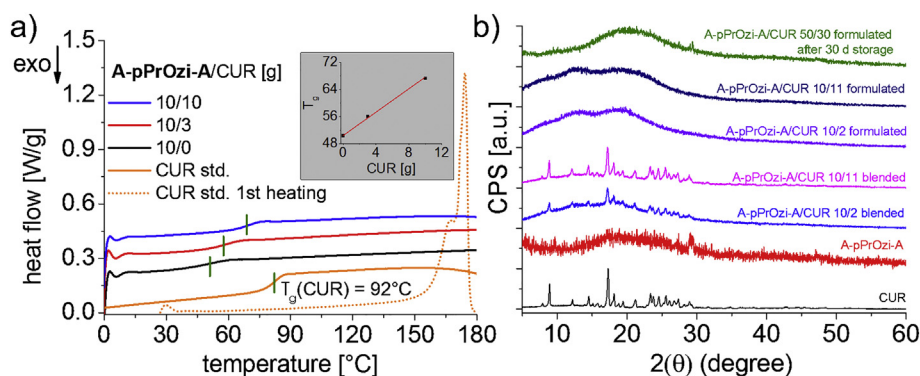 a)
exo
A-pPrOzi-A/CUR [g]
10/10
10/3
10/0
CUR std.
CUR std. 1st heating
Tg(CUR) = 92°C
heat flow [W/g]
1.5
1.2
0.9
0.6
0.3
0.0
0 30 60 90 120 150 180
temperature [°C]
Tg
72
64
56
48
0 4 8 12
CUR [g]
b)
CPS [a.u.]
A-pPrOzi-A/CUR 50/30 formulated
after 30 d storage
A-pPrOzi-A/CUR 10/11 formulated
A-pPrOzi-A/CUR 10/2 formulated
A-pPrOzi-A/CUR 10/11 blended
A-pPrOzi-A/CUR 10/2 blended
A-pPrOzi-A
CUR
10 20 30 40 50 60
2(θ) (degree)